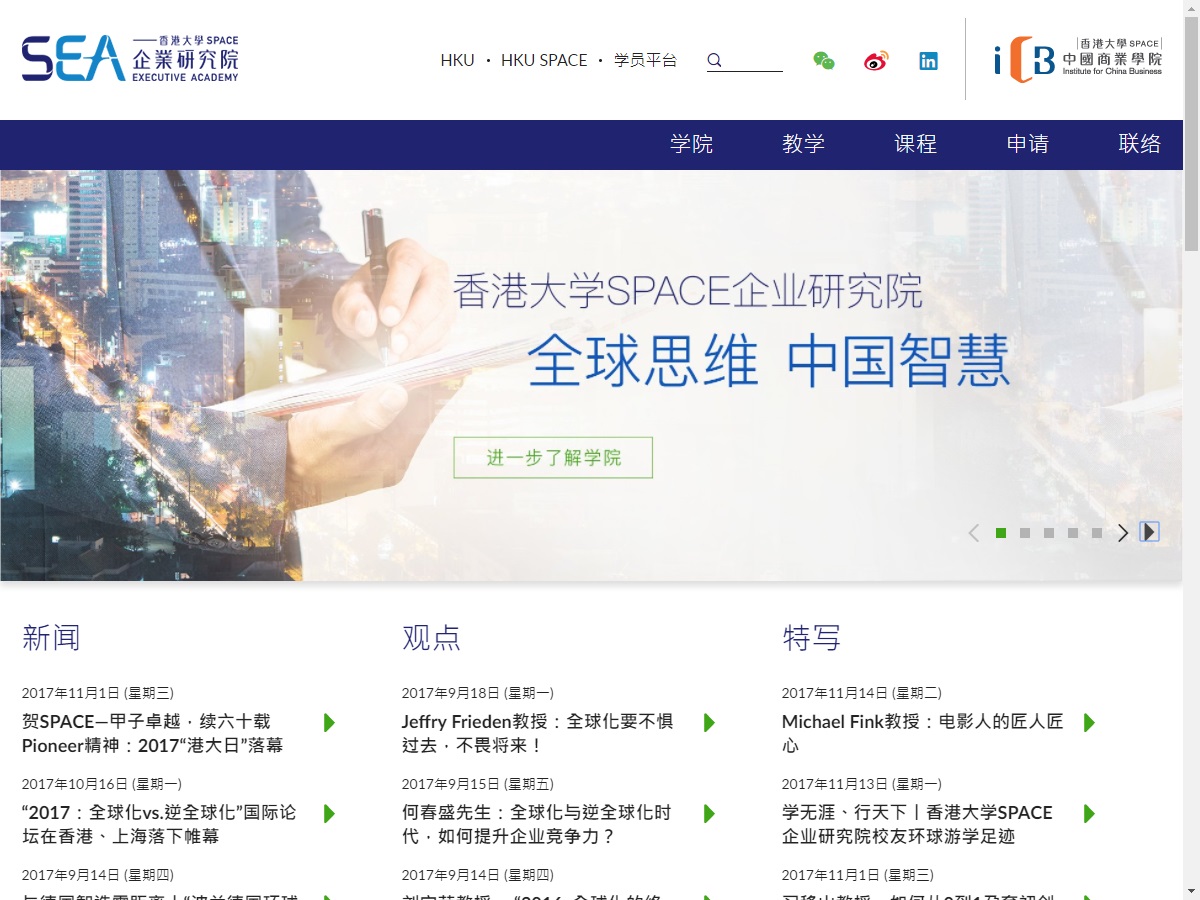 SEA
香港大學SPACE
企業研究院
EXECUTIVE ACADEMY
HKU · HKU SPACE · 学员平台
iCB
香港大學SPACE
中國商業學院
Institute for China Business
学院 教学 课程 申请 联络
香港大学SPACE企业研究院
全球思维 中国智慧
进一步了解学院
新闻
2017年11月1日 (星期三)
贺SPACE—甲子卓越．续六十载
Pioneer精神：2017“港大日”落幕
2017年10月16日 (星期一)
“2017：全球化vs.逆全球化”国际论
坛在香港、上海落下帷幕
2017年9月14日 (星期四)
观点
2017年9月18日 (星期一)
Jeffry Frieden教授：全球化要不惧
过去，不畏将来！
2017年9月15日 (星期五)
何春盛先生：全球化与逆全球化时
代，如何提升企业竞争力？
2017年9月14日 (星期四)
特写
2017年11月14日 (星期二)
Michael Fink教授：电影人的匠人匠
心
2017年11月13日 (星期一)
学无涯、行天下丨香港大学SPACE
企业研究院校友环球游学足迹
2017年11月1日 (星期三)